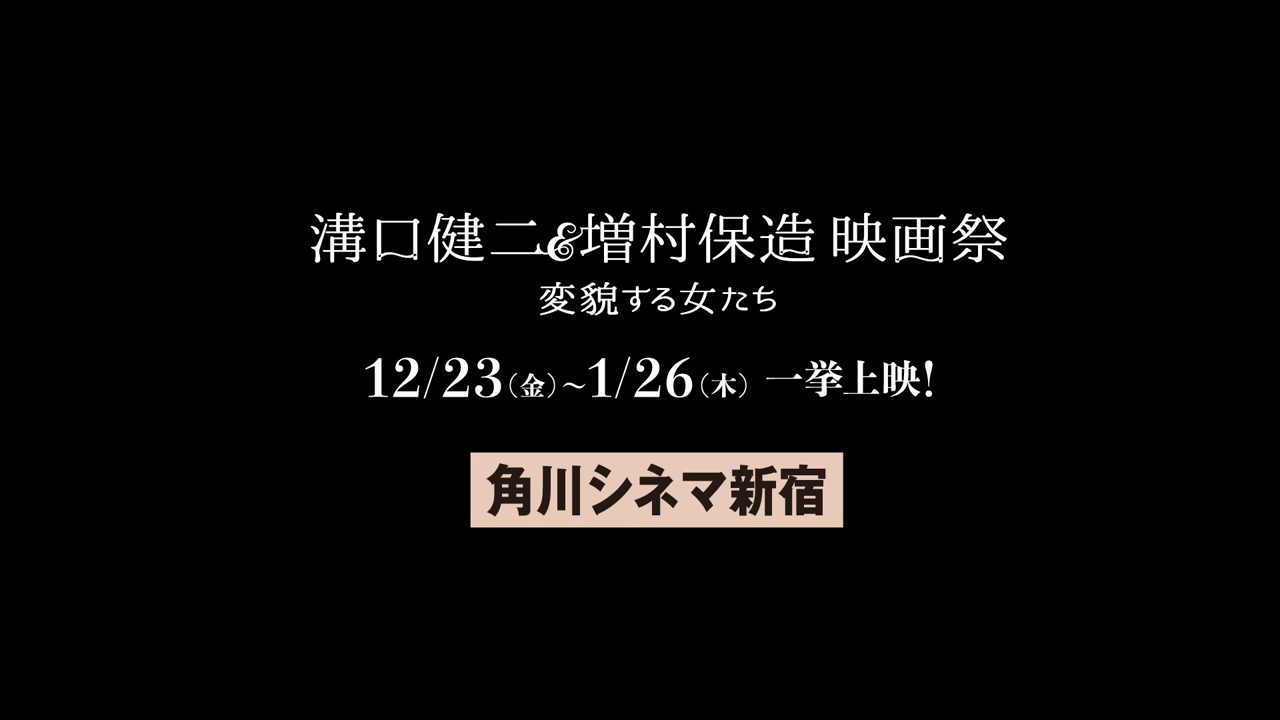 溝口健二&増村保造 映画祭
変貌する女たち
12/23(金)~1/26(木) 一挙上映!
角川シネマ新宿